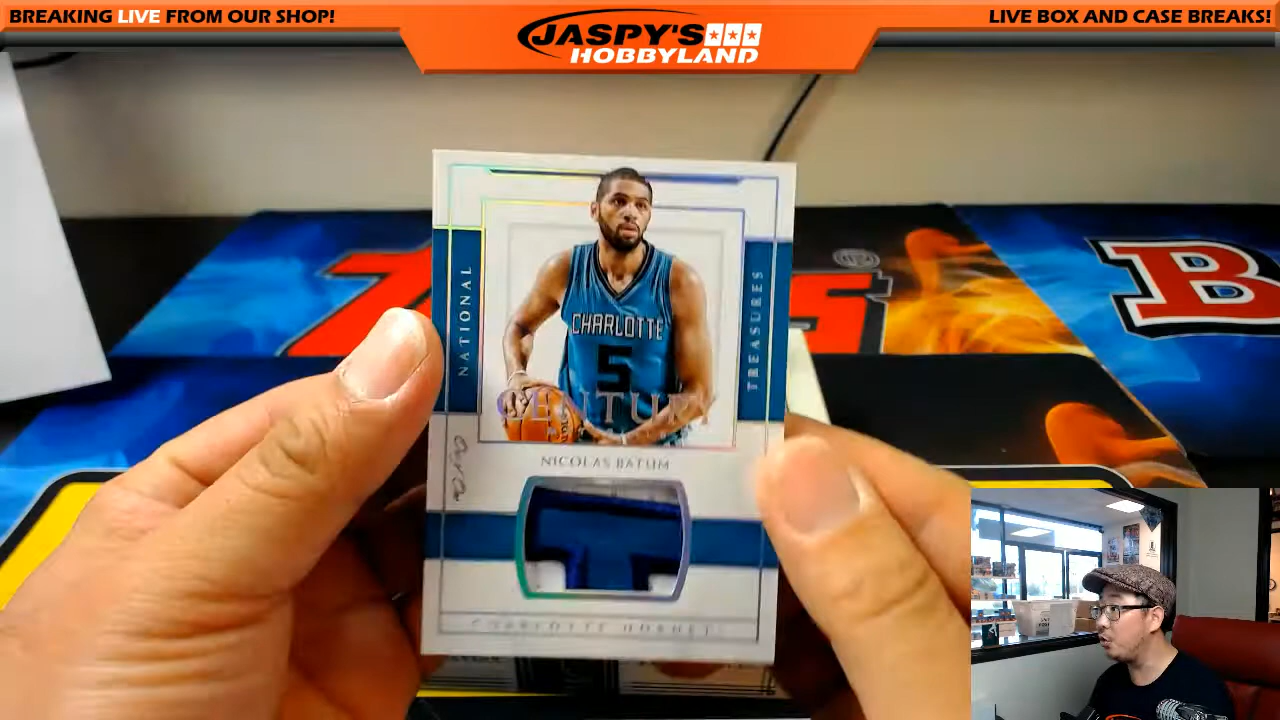 BREAKING LIVE FROM OUR SHOP!
JASPY'S
HOBBYLAND
LIVE BOX AND CASE BREAKS!
NATIONAL
TREASURES
CHARLOTTE
5
CENTURY
NICOLAS BATUM
CHARLOTTE HORNETS
B